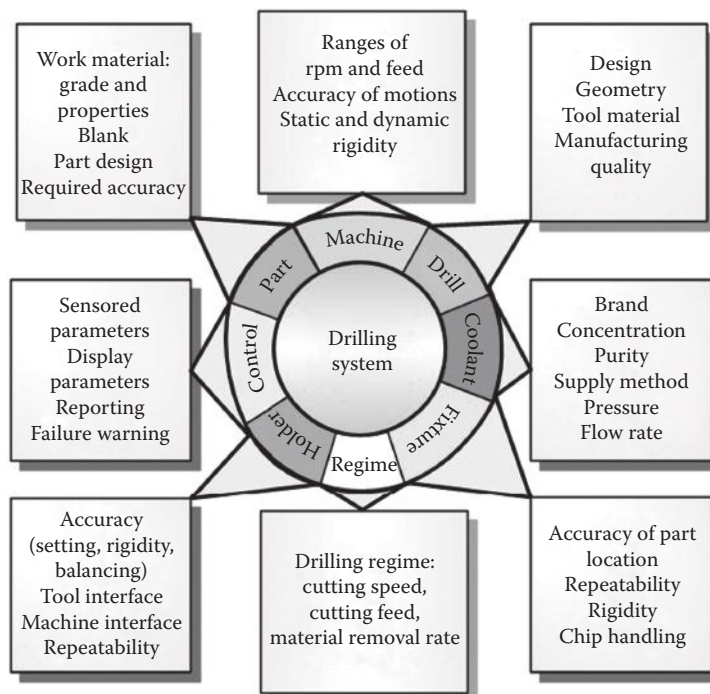 Work material:
grade and
properties
Blank
Part design
Required accuracy
Ranges of
rpm and feed
Accuracy of motions
Static and dynamic
rigidity
Design
Geometry
Tool material
Manufacturing
quality
Machine
Part
Drill
Sensored
parameters
Display
parameters
Reporting
Failure warning
Control
Drilling
system
Coolant
Brand
Concentration
Purity
Supply method
Pressure
Flow rate
Holder
Regime
Fixture
Accuracy
(setting, rigidity,
balancing)
Tool interface
Machine interface
Repeatability
Drilling regime:
cutting speed,
cutting feed,
material removal rate
Accuracy of part
location
Repeatability
Rigidity
Chip handling